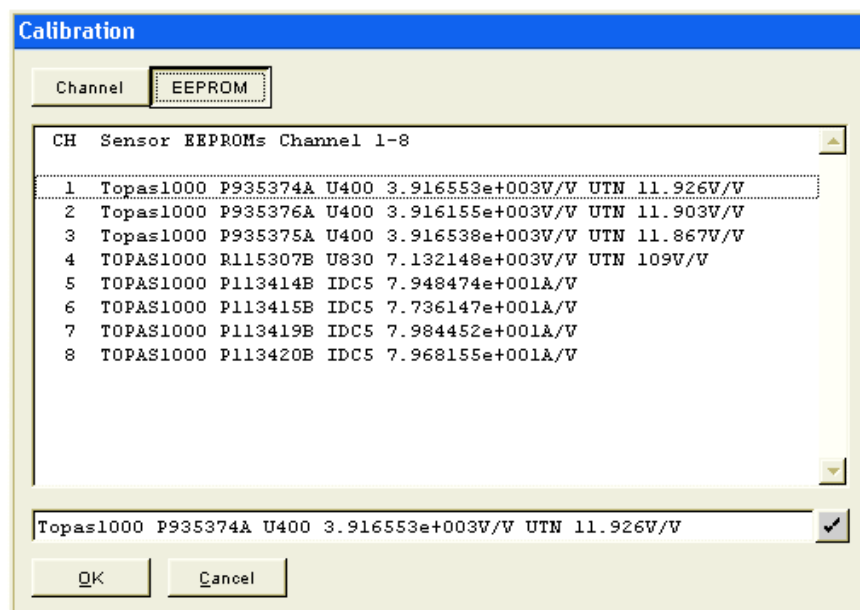 Calibration
Channel EEPROM
CH Sensor EEPROMs Channel 1-8
1 Topas1000 P935374A U400 3.916553e+003V/V UTN 11.926V/V
2 Topas1000 P935376A U400 3.916155e+003V/V UTN 11.903V/V
3 Topas1000 P935375A U400 3.916538e+003V/V UTN 11.867V/V
4 TOPAS1000 R115307B U830 7.132148e+003V/V UTN 109V/V
5 TOPAS1000 P113414B IDC5 7.948474e+001A/V
6 TOPAS1000 P113415B IDC5 7.736147e+001A/V
7 TOPAS1000 P113419B IDC5 7.984452e+001A/V
8 TOPAS1000 P113420B IDC5 7.968155e+001A/V
Topas1000 P935374A U400 3.916553e+003V/V UTN 11.926V/V
OK Cancel